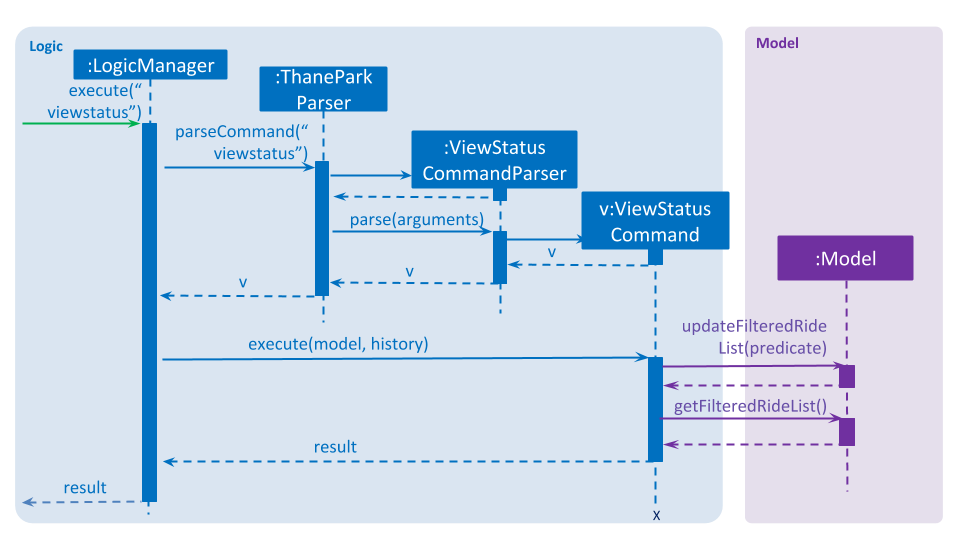 Logic
Model
:LogicManager
:ThanePark
Parser
execute(“
viewstatus”)
parseCommand(“
viewstatus”)
:ViewStatus
CommandParser
v:ViewStatus
Command
parse(arguments)
v
v
v
:Model
updateFilteredRide
List(predicate)
execute(model, history)
getFilteredRideList()
result
result
x